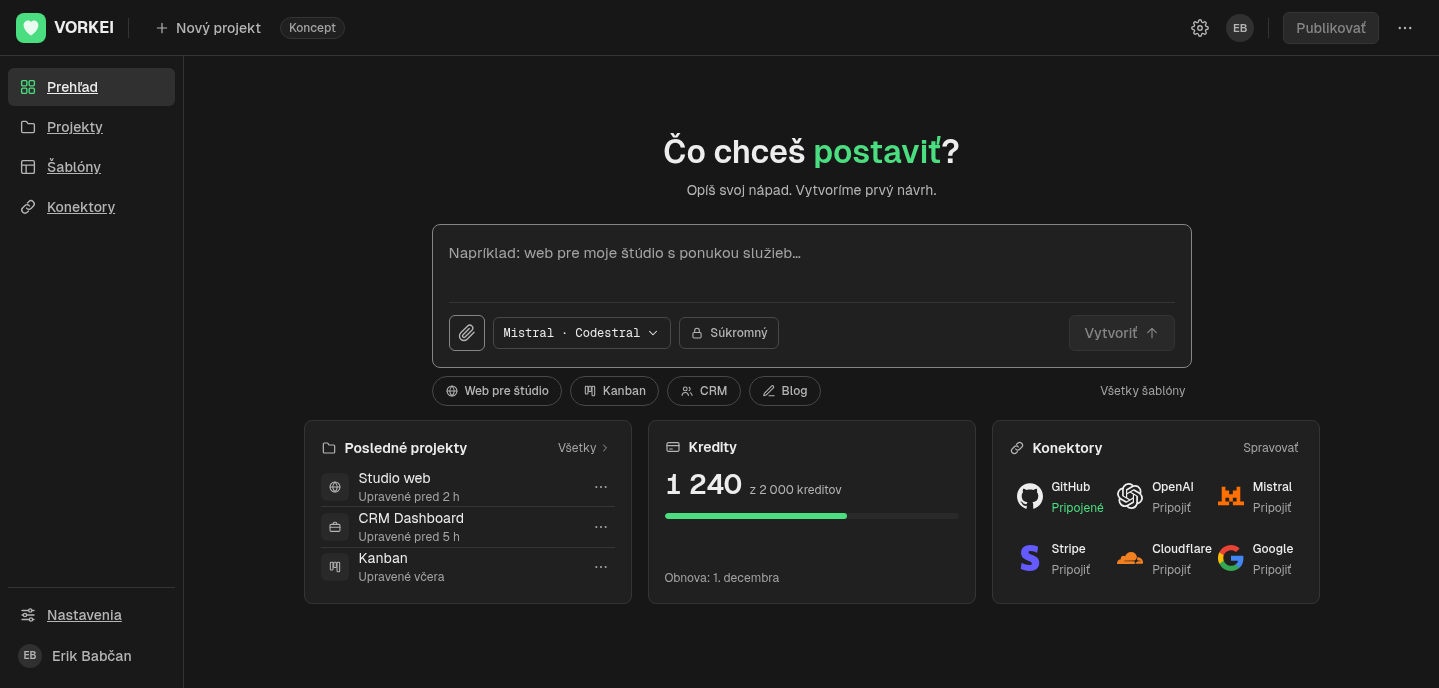 VORKEI
Nový projekt
Koncept
EB
Publikovať
Prehľad
Projekty
Šablóny
Konektory
Nastavenia
EB
Erik Babčan
Čo chceš postaviť?
Opíš svoj nápad. Vytvoríme prvý návrh.
Napríklad: web pre moje štúdio s ponukou služieb…
Mistral · Codestral
Súkromný
Vytvoriť
Web pre štúdio
Kanban
CRM
Blog
Všetky šablóny
Posledné projekty
Všetky
Studio web
Upravené pred 2 h
CRM Dashboard
Upravené pred 5 h
Kanban
Upravené včera
Kredity
1 240 z 2 000 kreditov
Obnova: 1. decembra
Konektory
Spravovať
GitHub
Pripojené
OpenAI
Pripojiť
Mistral
Pripojiť
Stripe
Pripojiť
Cloudflare
Pripojiť
Google
Pripojiť